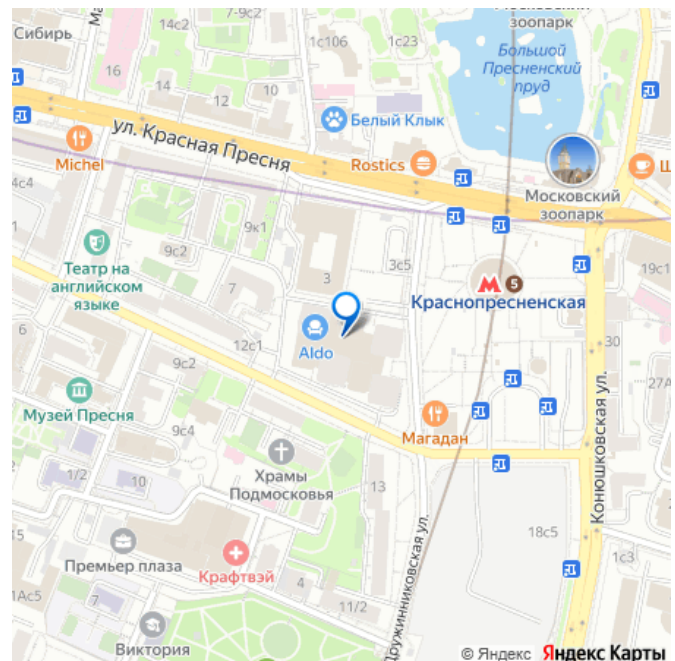 Сибирь
14с2
7-9с2
1с106
1с23
Московский
зоопарк
Большой
Пресненский
пруд
16
14
12
10
Белый Клык
ул. Красная Пресня
Michel
Rostics
Московский
зоопарк
4с4
9к1
9с2
Театр на
английском
языке
7
3
3с5
5
Краснопресненская
19с1
Aldo
12с1
6
9с2
30
27А
Музей Пресня
9с4
Магадан
Храмы
Подмосковья
1/2
10
13
Конюшковская ул.
Дружинниковская ул.
18с5
15
Премьер плаза
Крафтвэй
4
1с3
1Ас5
7
11/2
Виктория
© Яндекс Яндекс Карты